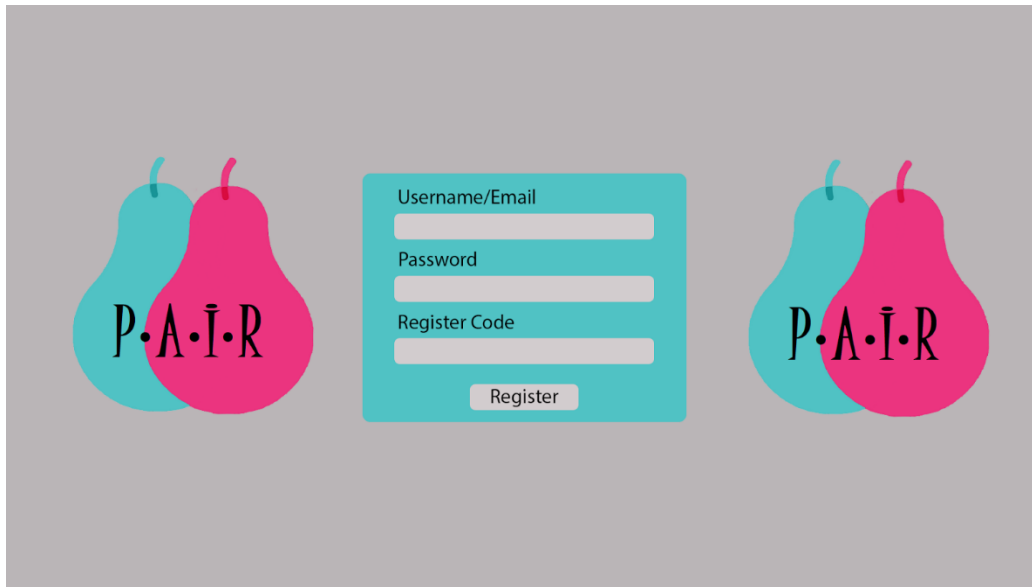 P·A·I·R
Username/Email
Password
Register Code
Register
P·A·I·R